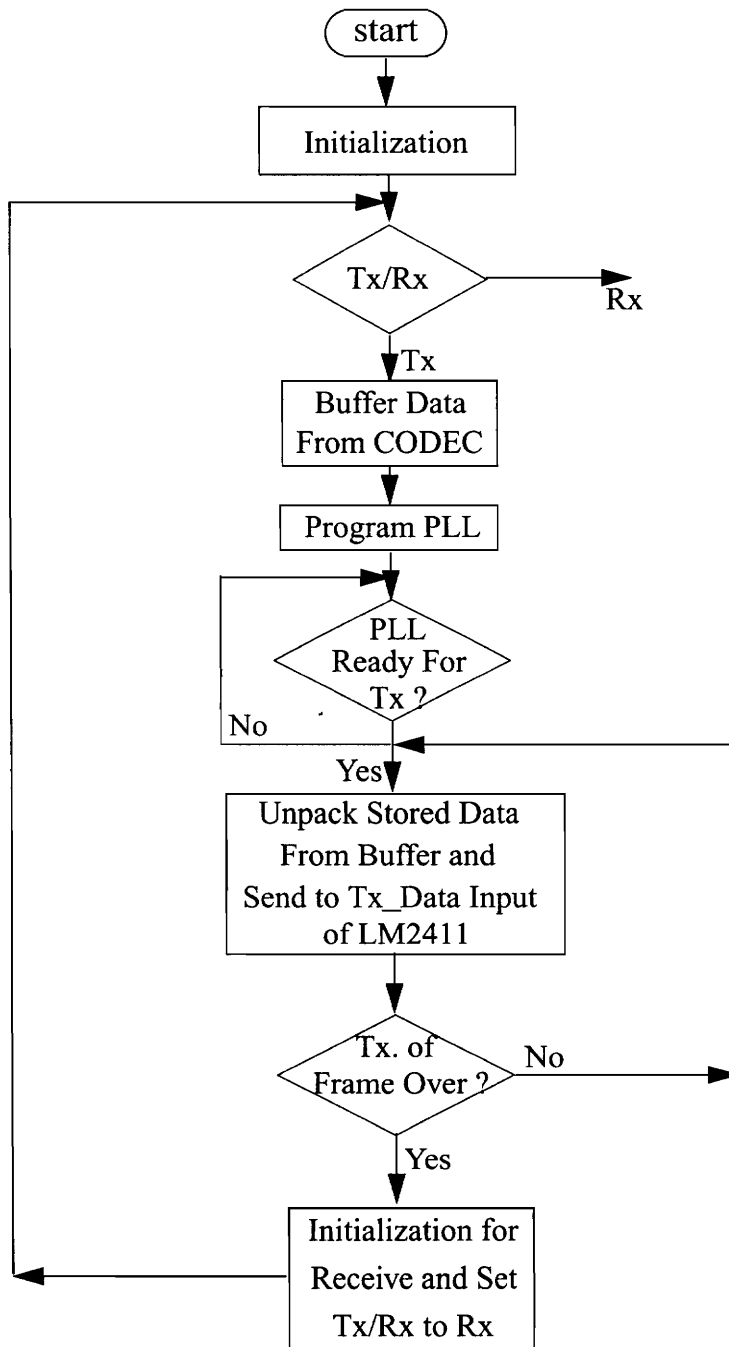 start
Initialization
Tx/Rx
Rx
Tx
Buffer Data
From CODEC
Program PLL
PLL
Ready For
Tx ?
No
Yes
Unpack Stored Data
From Buffer and
Send to Tx_Data Input
of LM2411
Tx. of
Frame Over ?
No
Yes
Initialization for
Receive and Set
Tx/Rx to Rx